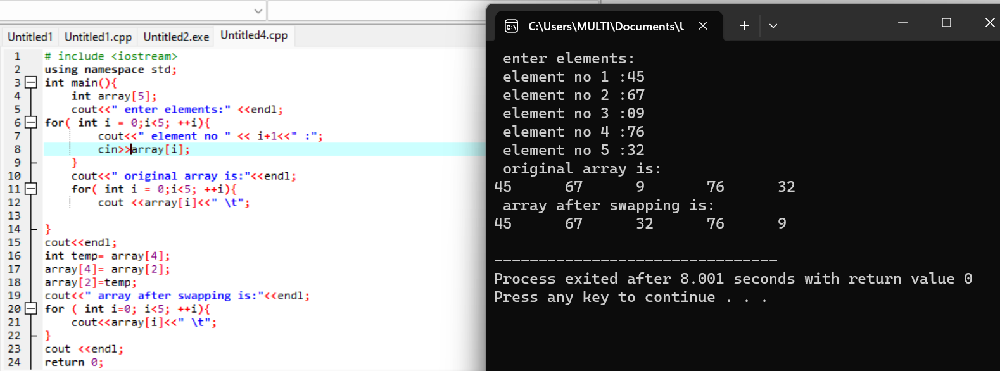 Untitled1 Untitled1.cpp Untitled2.exe Untitled4.cpp
1 # include <iostream>
2 using namespace std;
3 int main(){
4 int array[5];
5 cout<<" enter elements:" <<endl;
6 for( int i = 0;i<5; ++i){
7 cout<<" element no " << i+1<<" :";
8 cin>>array[i];
9 }
10 cout<<" original array is:"<<endl;
11 for( int i = 0;i<5; ++i){
12 cout <<array[i]<<" \t";
13
14 }
15 cout<<endl;
16 int temp= array[4];
17 array[4]= array[2];
18 array[2]=temp;
19 cout<<" array after swapping is:"<<endl;
20 for ( int i=0; i<5; ++i){
21 cout<<array[i]<<" \t";
22 }
23 cout <<endl;
24 return 0;
C:\Users\MULTI\Documents\
enter elements:
element no 1 :45
element no 2 :67
element no 3 :09
element no 4 :76
element no 5 :32
original array is:
45 67 9 76 32
array after swapping is:
45 67 32 76 9
--------------------------------
Process exited after 8.001 seconds with return value 0
Press any key to continue . . .